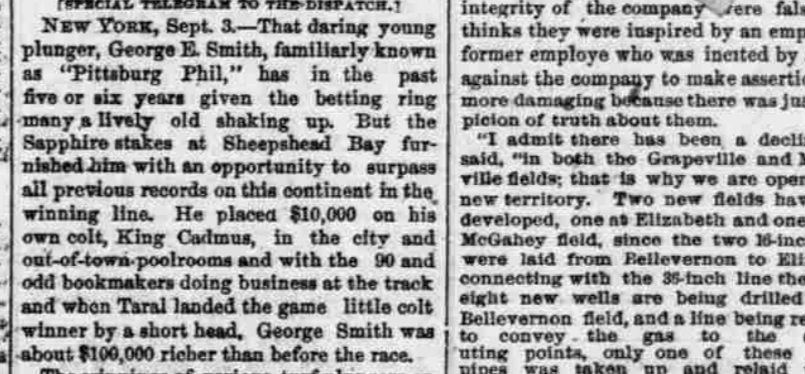 [SPECIAL TELEGRAM TO THE DISPATCH.]
NEW YORK, Sept. 3.—That daring young
plunger, George E. Smith, familiarly known
as "Pittsburg Phil," has in the past
five or six years given the betting ring
many a lively old shaking up. But the
Sapphire stakes at Sheepshead Bay fur-
nished him with an opportunity to surpass
all previous records on this continent in the
winning line. He placed $10,000 on his
own colt, King Cadmus, in the city and
out-of-town poolrooms and with the 90 and
odd bookmakers doing business at the track
and when Taral landed the game little colt
winner by a short head, George Smith was
about $100,000 richer than before the race.
integrity of the company were
thinks they were inspired by an
former employe who was incited by
against the company to make
more damaging because there was
picion of truth about them.
"I admit there has been a
said, "in both the Grapeville and
ville fields; that is why we are
new territory. Two new fields
developed, one at Elizabeth and one
McGahey field, since the two
were laid from Bellevernon to
connecting with the 36-inch line
eight new wells are being drilled
Bellevernon field, and a line being
to convey the gas to the
uting points, only one of these
pipes was taken up and relaid